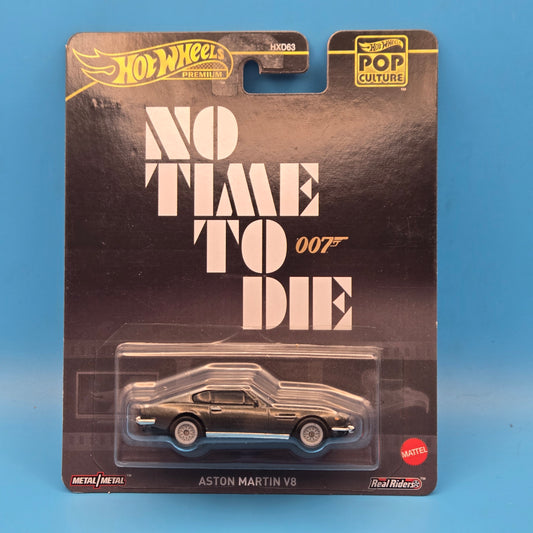 HOT WHEELS
PREMIUM™
HXD63
HOT WHEELS
POP
CULTURE
NO
TIME
TO
007
DIE
MATTEL
METAL/METAL
ASTON MARTIN V8
Real Riders